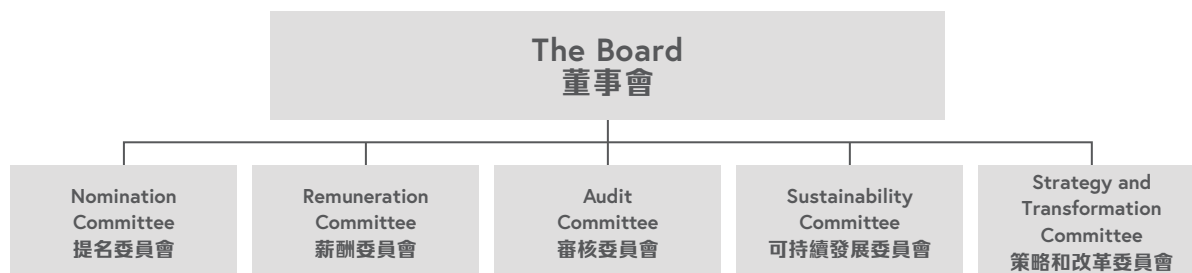 The Board
董事會
Nomination
Committee
提名委員會
Remuneration
Committee
薪酬委員會
Audit
Committee
審核委員會
Sustainability
Committee
可持續發展委員會
Strategy and
Transformation
Committee
策略和改革委員會